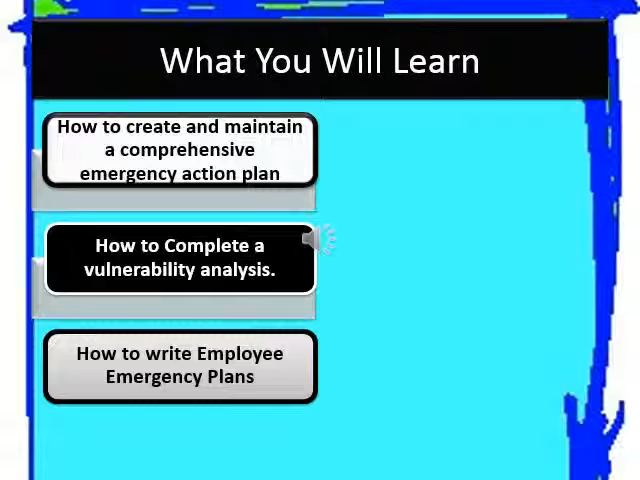 What You Will Learn
How to create and maintain
a comprehensive
emergency action plan
How to Complete a
vulnerability analysis.
How to write Employee
Emergency Plans